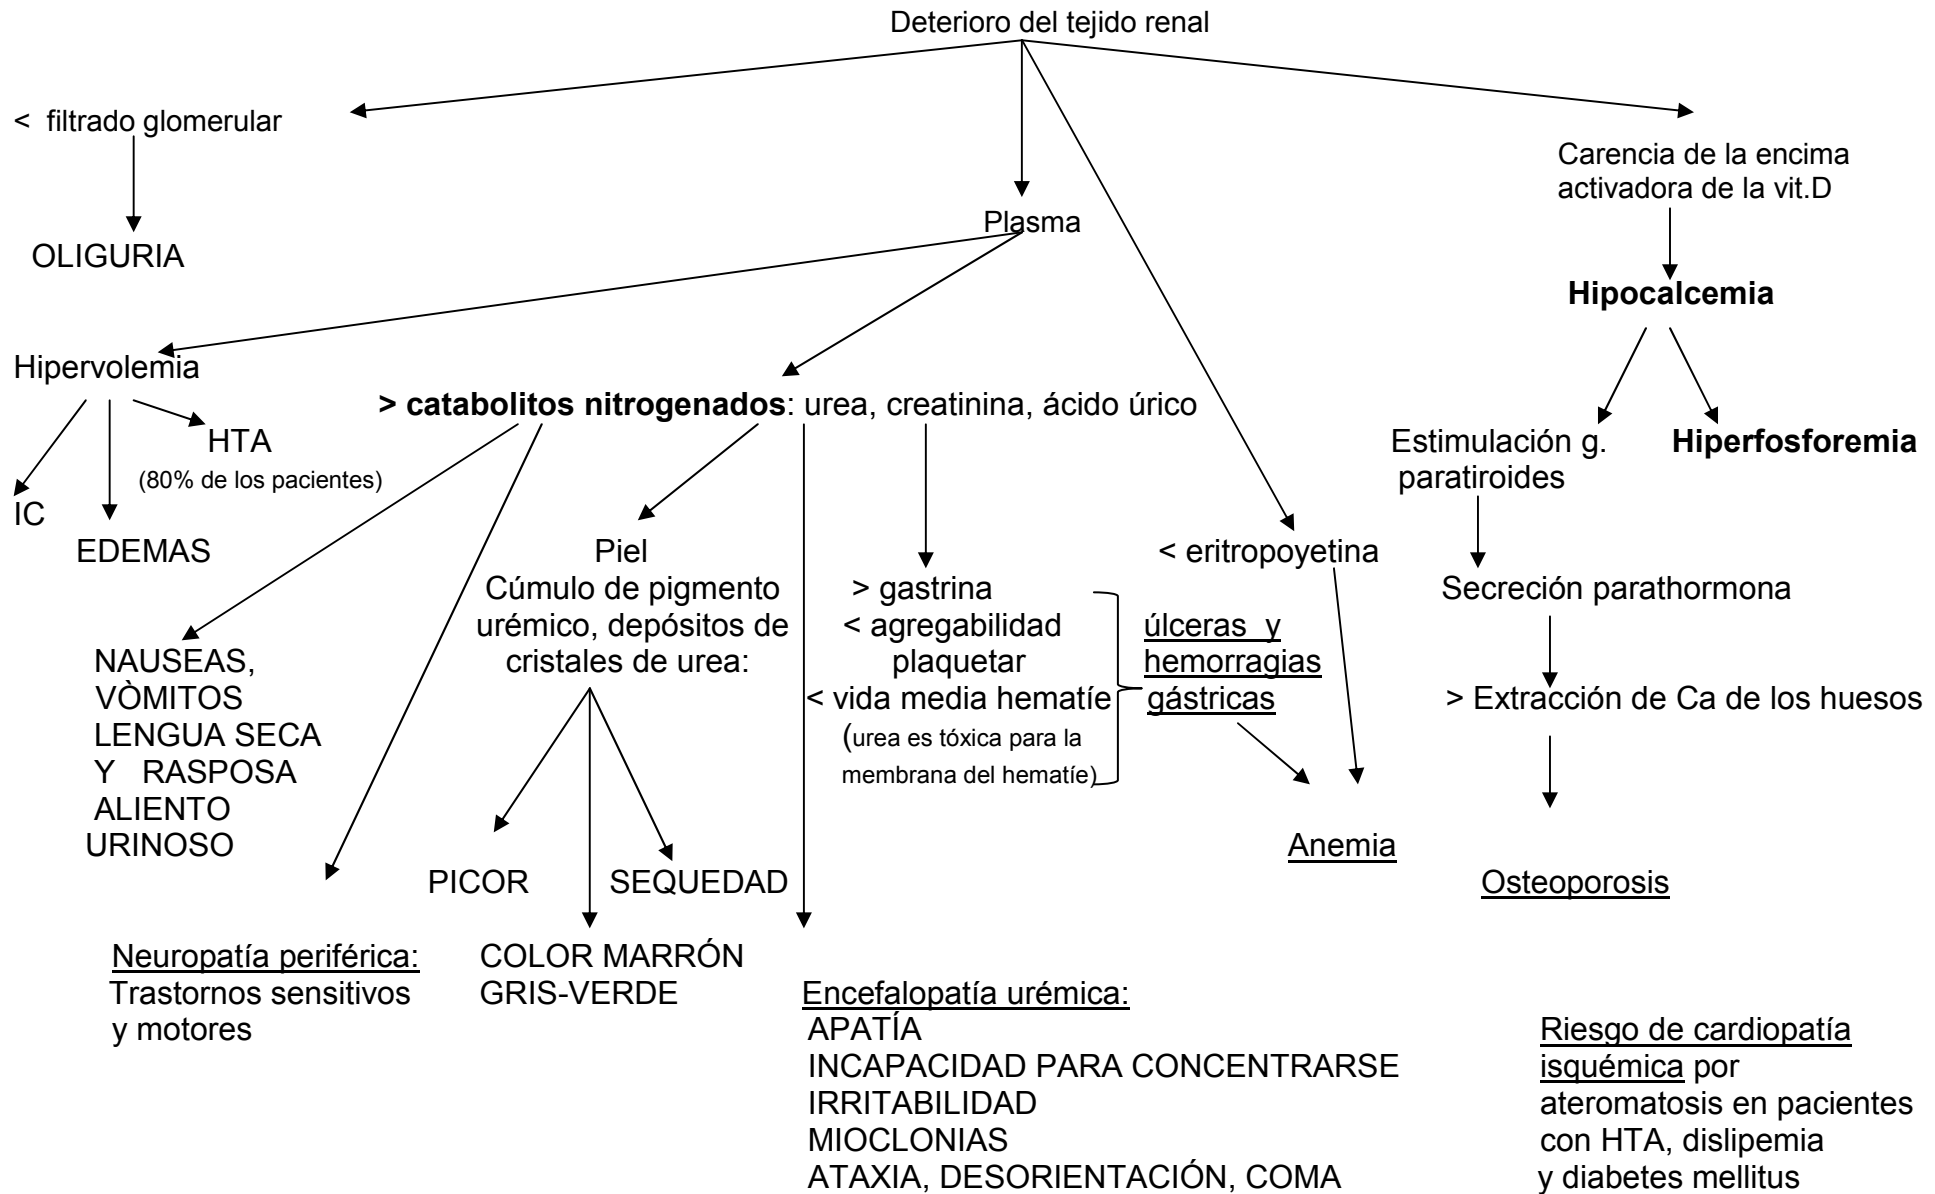 Deterioro del tejido renal
< filtrado glomerular
OLIGURIA
Carencia de la encima
activadora de la vit.D
Plasma
Hipocalcemia
Hipervolemia
HTA
(80% de los pacientes)
IC
EDEMAS
> catabolitos nitrogenados: urea, creatinina, ácido úrico
Estimulación g.
paratiroides
Hiperfosforemia
NAUSEAS,
VÒMITOS
LENGUA SECA
Y RASPOSA
ALIENTO
URINOSO
Piel
Cúmulo de pigmento
urémico, depósitos de
cristales de urea:
> gastrina
< agregabilidad
plaquetar
< vida media hematíe
(urea es tóxica para la
membrana del hematíe)
úlceras y
hemorragias
gástricas
< eritropoyetina
Secreción parathormona
> Extracción de Ca de los huesos
Anemia
Osteoporosis
PICOR
SEQUEDAD
COLOR MARRÓN
GRIS-VERDE
Neuropatía periférica:
Trastornos sensitivos
y motores
Encefalopatía urémica:
APATÍA
INCAPACIDAD PARA CONCENTRARSE
IRRITABILIDAD
MIOCLONIAS
ATAXIA, DESORIENTACIÓN, COMA
Riesgo de cardiopatía
isquémica por
ateromatosis en pacientes
con HTA, dislipemia
y diabetes mellitus